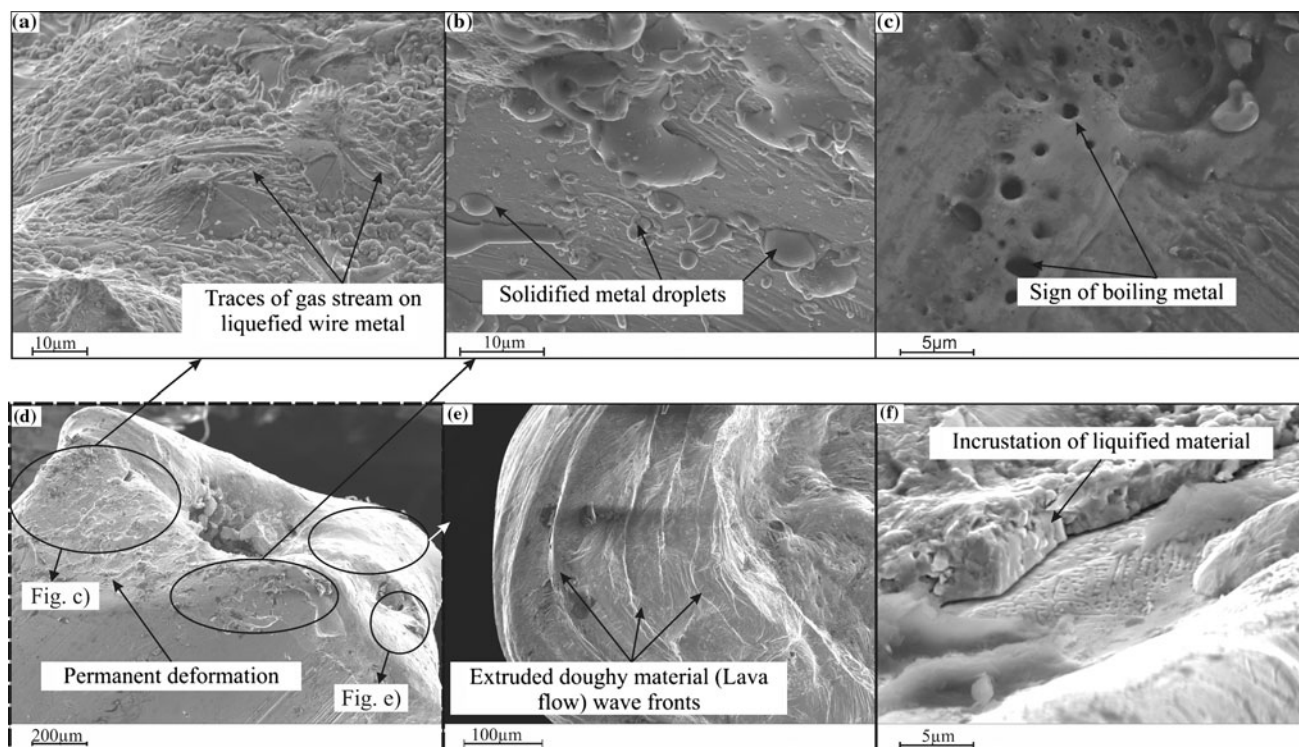 (a)
Traces of gas stream on
liquefied wire metal
10µm
(b)
Solidified metal droplets
10µm
(c)
Sign of boiling metal
5µm
(d)
Fig. c)
Permanent deformation
Fig. e)
200µm
(e)
Extruded doughy material (Lava
flow) wave fronts
100µm
(f)
Incrustation of liquified material
5µm